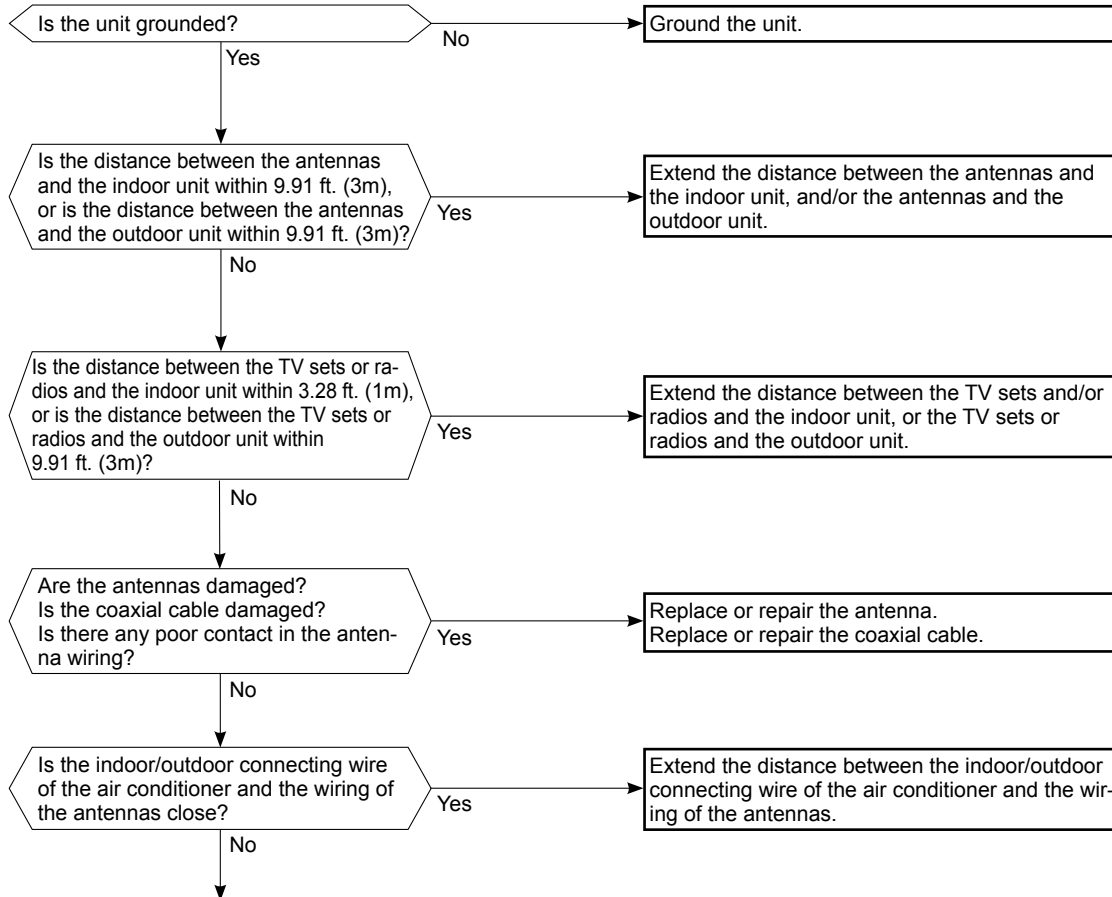 Is the unit grounded?
No
Ground the unit.
Yes
Is the distance between the antennas
and the indoor unit within 9.91 ft. (3m),
or is the distance between the antennas
and the outdoor unit within 9.91 ft. (3m)?
Yes
Extend the distance between the antennas and
the indoor unit, and/or the antennas and the
outdoor unit.
No
Is the distance between the TV sets or ra-
dios and the indoor unit within 3.28 ft. (1m),
or is the distance between the TV sets or
radios and the outdoor unit within
9.91 ft. (3m)?
Yes
Extend the distance between the TV sets and/or
radios and the indoor unit, or the TV sets or
radios and the outdoor unit.
No
Are the antennas damaged?
Is the coaxial cable damaged?
Is there any poor contact in the anten-
na wiring?
Yes
Replace or repair the antenna.
Replace or repair the coaxial cable.
No
Is the indoor/outdoor connecting wire
of the air conditioner and the wiring of
the antennas close?
Yes
Extend the distance between the indoor/outdoor
connecting wire of the air conditioner and the wir-
ing of the antennas.
No